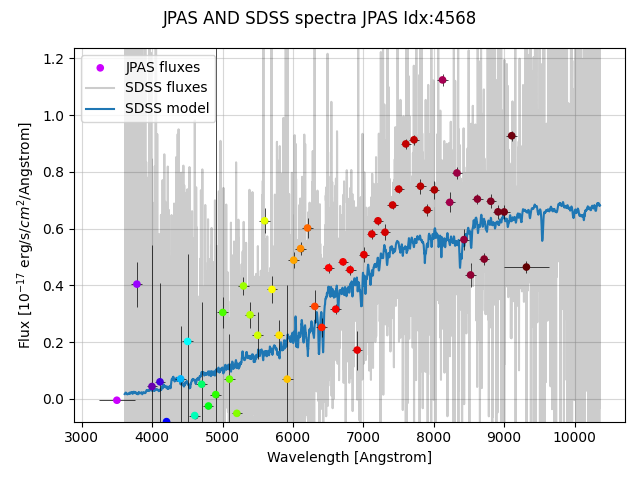 JPAS AND SDSS spectra JPAS Idx:4568
JPAS fluxes
SDSS fluxes
SDSS model
Flux [10⁻¹⁷ erg/s/cm²/Angstrom]
1.2
1.0
0.8
0.6
0.4
0.2
0.0
3000 4000 5000 6000 7000 8000 9000 10000
Wavelength [Angstrom]